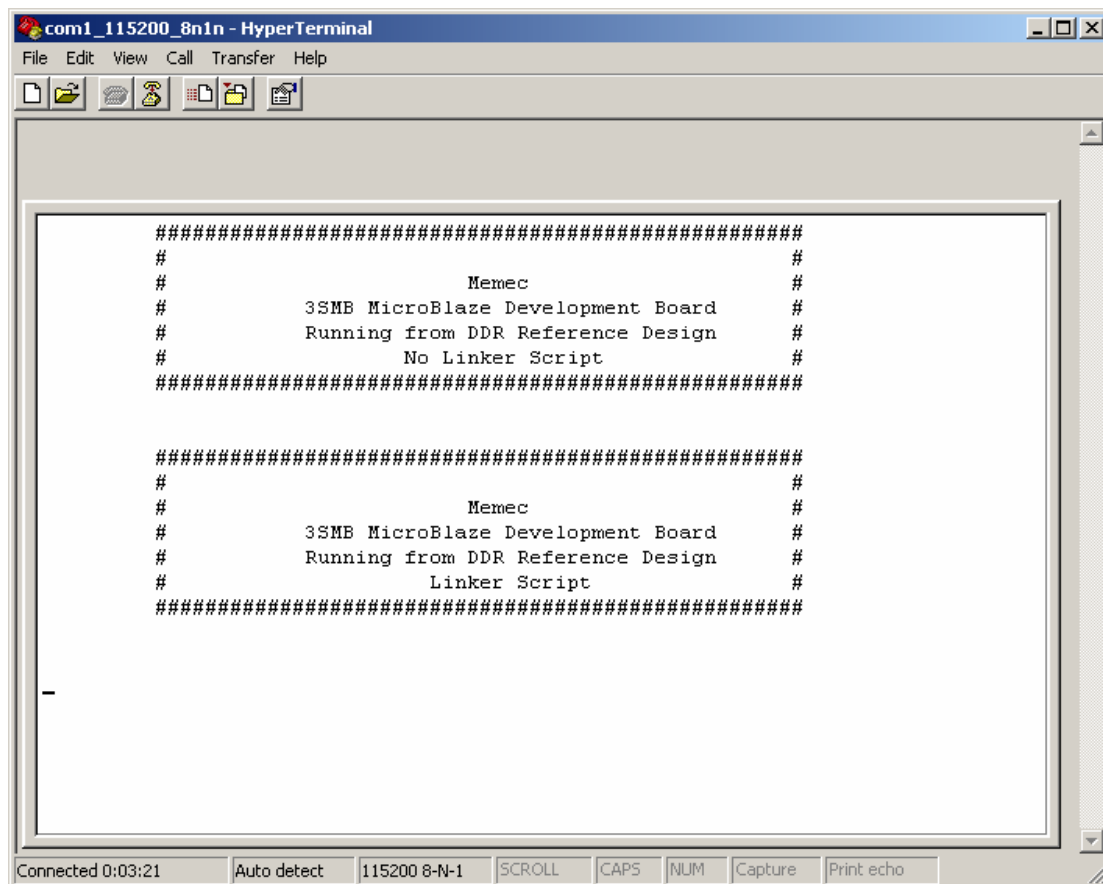 com1_115200_8n1n - HyperTerminal
File Edit View Call Transfer Help
####################################################
# #
# Memec #
# 3SMB MicroBlaze Development Board #
# Running from DDR Reference Design #
# No Linker Script #
####################################################
####################################################
# #
# Memec #
# 3SMB MicroBlaze Development Board #
# Running from DDR Reference Design #
# Linker Script #
####################################################
Connected 0:03:21 Auto detect 115200 8-N-1 SCROLL CAPS NUM Capture Print echo